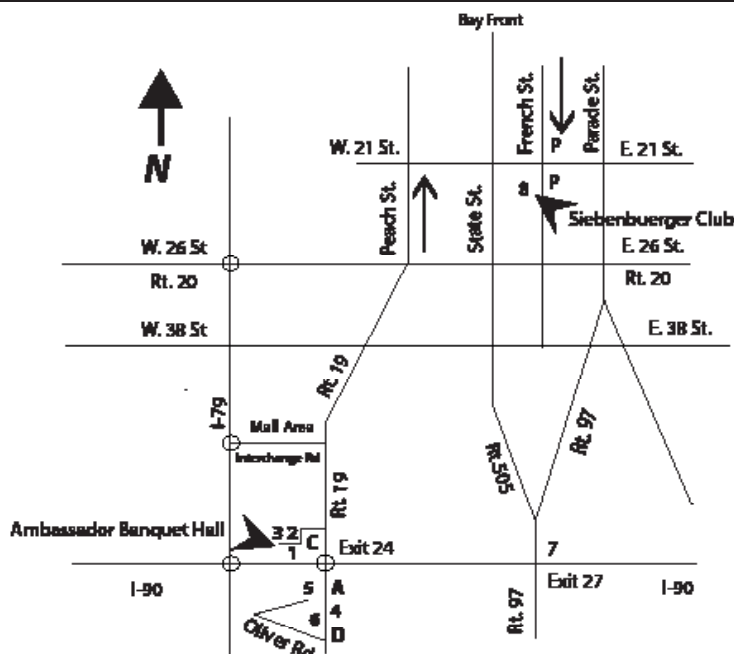 Bay Front
French St.
Parade St.
P
W. 21 St.
E. 21 St.
N
P
a
Peach St.
State St.
Siebenbuerger Club
W. 26 St
E. 26 St.
Rt. 20
Rt. 20
W. 38 St
E. 38 St.
Rt. 19
I-79
Mall Area
Rt. 97
Interchange Rd
Rt. 505
Rt. 19
Ambassador Banquet Hall
3 2
C
1
Exit 24
7
I-90
5
A
Exit 27
I-90
4
6
Rt. 97
D
Oliver Rd